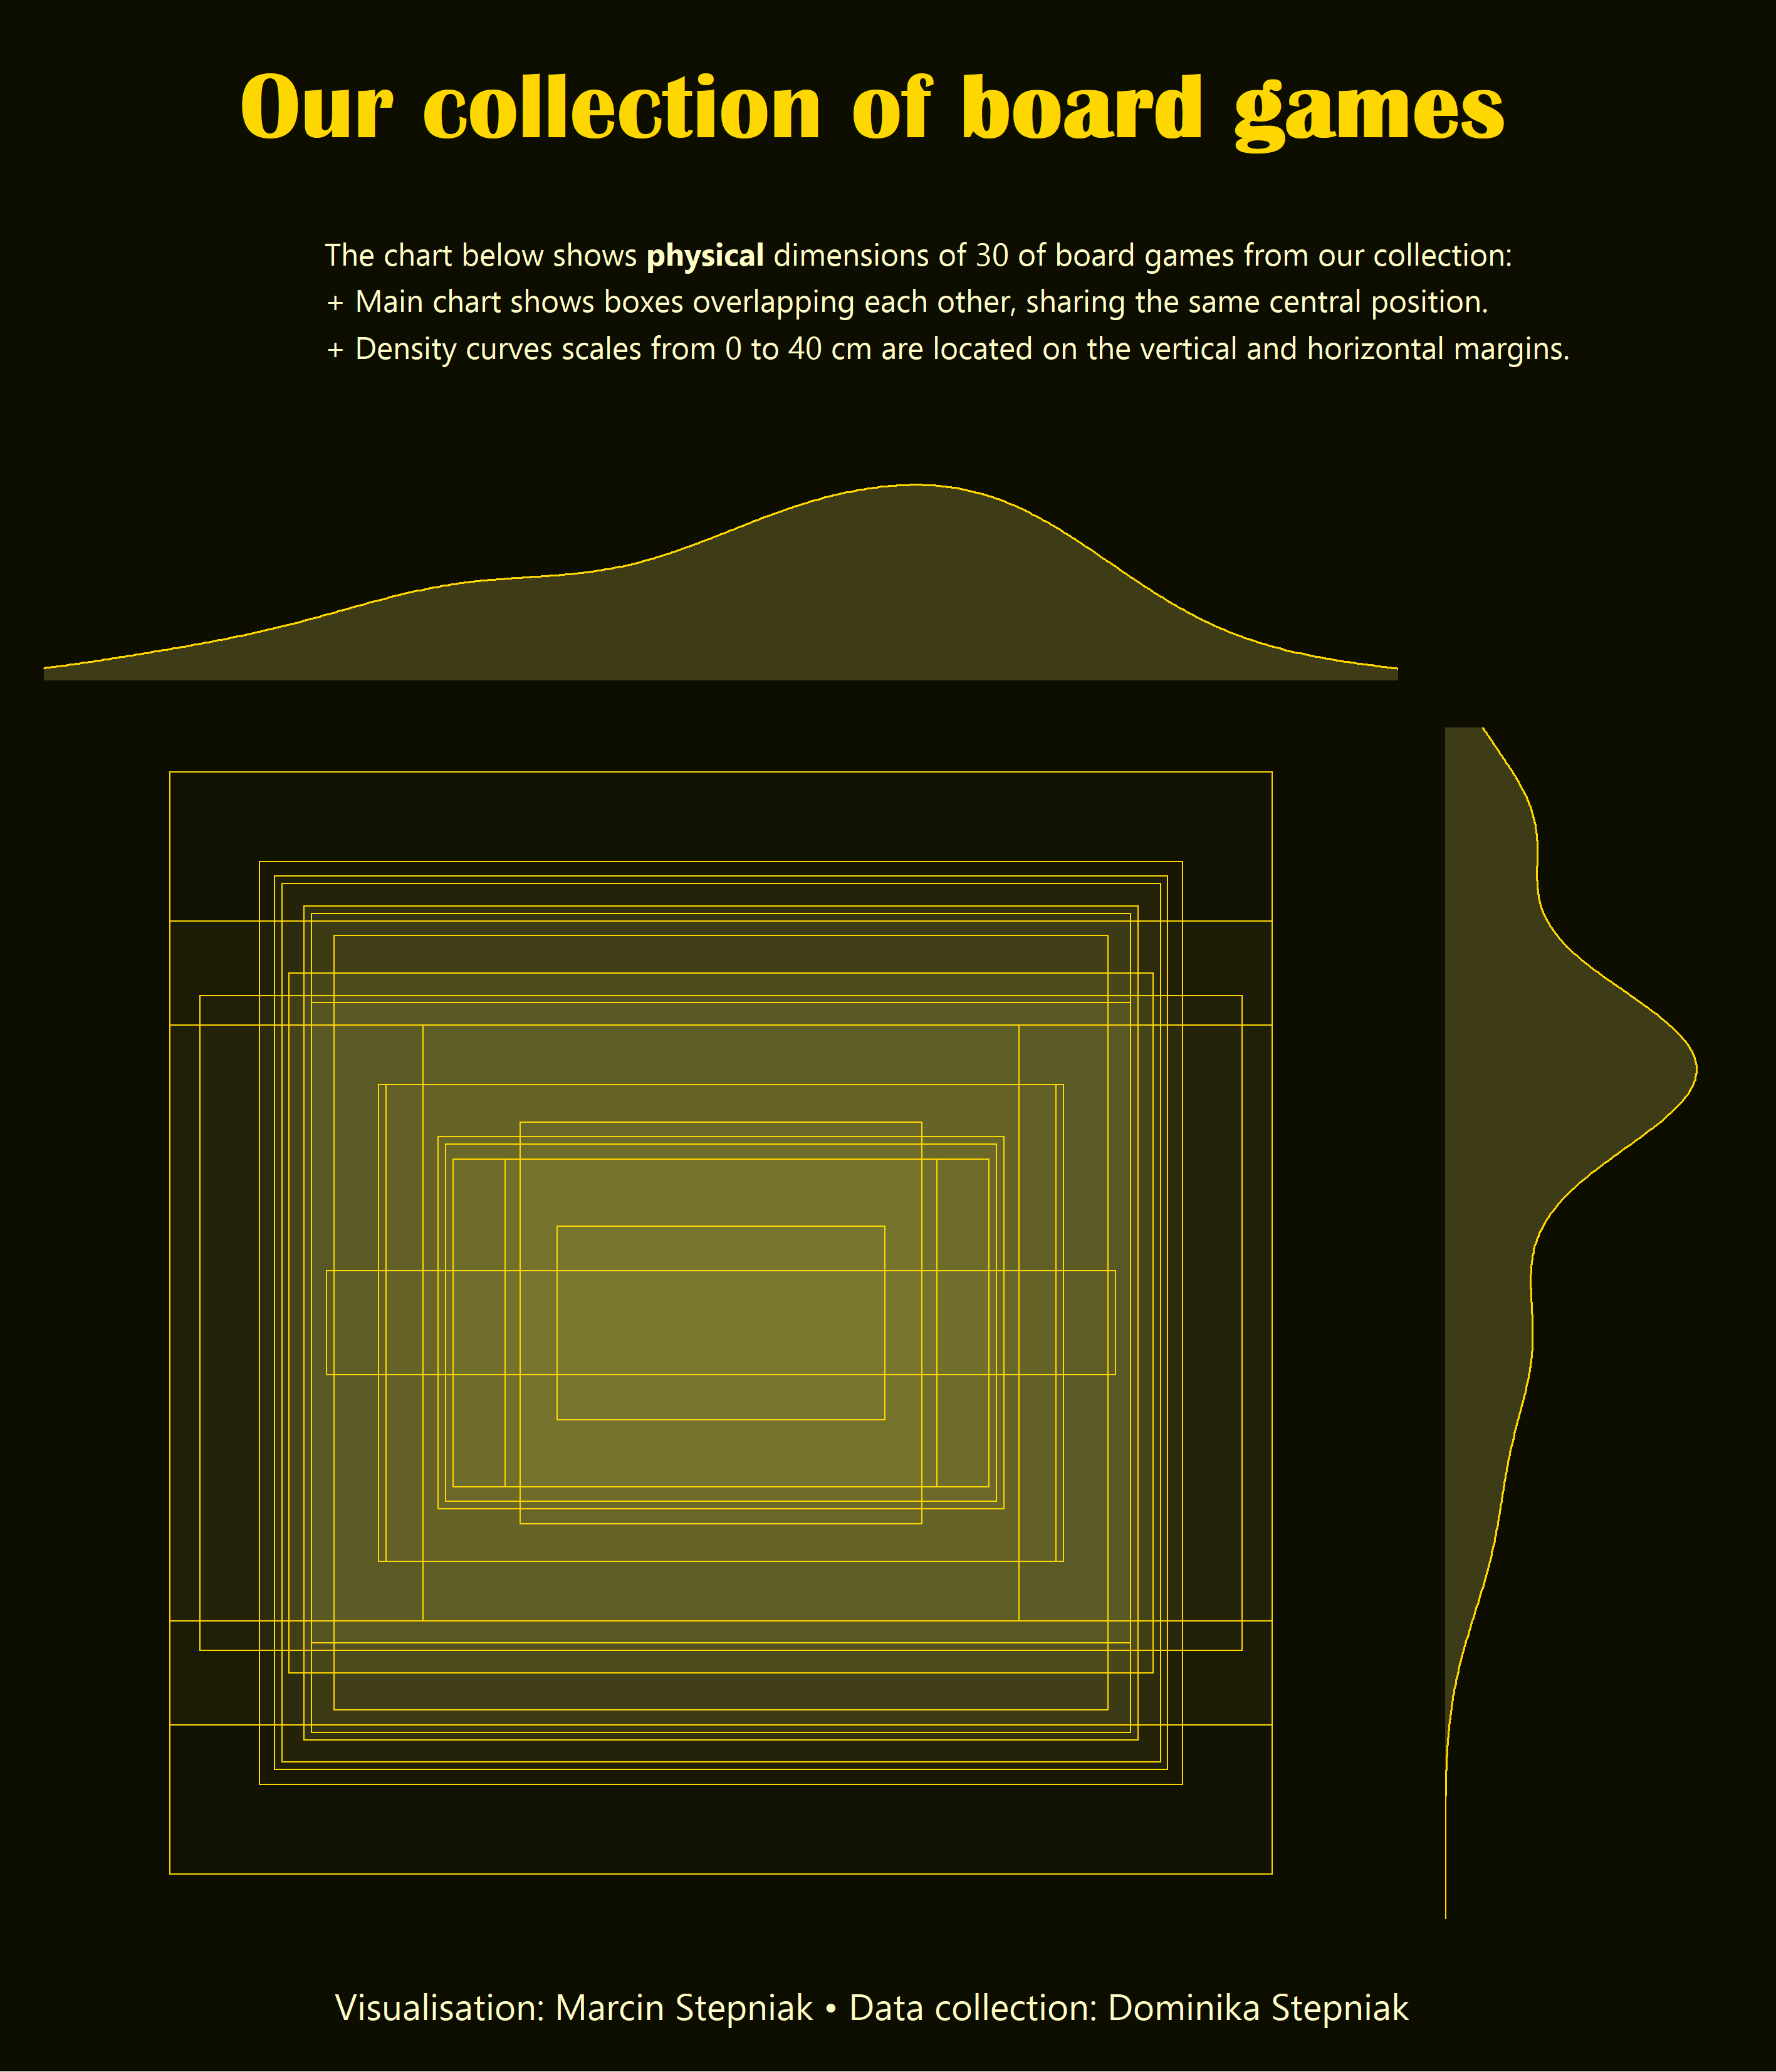 Our collection of board games
The chart below shows physical dimensions of 30 of board games from our collection:
+ Main chart shows boxes overlapping each other, sharing the same central position.
+ Density curves scales from 0 to 40 cm are located on the vertical and horizontal margins.
Visualisation: Marcin Stepniak • Data collection: Dominika Stepniak